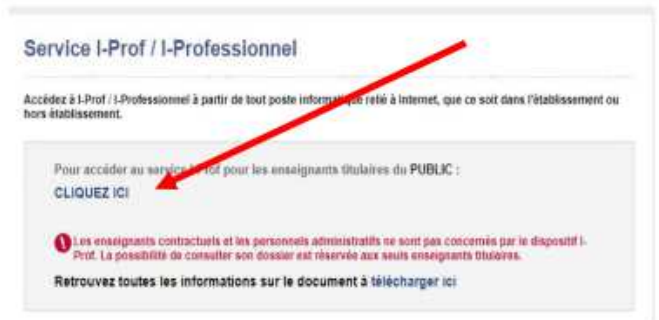 Service I-Prof / I-Professionnel
Accédez à I-Prof / I-Professionnel à partir de tout poste informatique relié à Internet, que ce soit dans l'établissement ou
hors établissement.
Pour accéder au service I-Prof pour les enseignants titulaires du PUBLIC :
CLIQUEZ ICI
Les enseignants contractuels et les personnels administratifs ne sont pas concernés par le dispositif I-
Prof. La possibilité de consulter son dossier est réservée aux seuls enseignants titulaires.
Retrouvez toutes les informations sur le document à télécharger ici